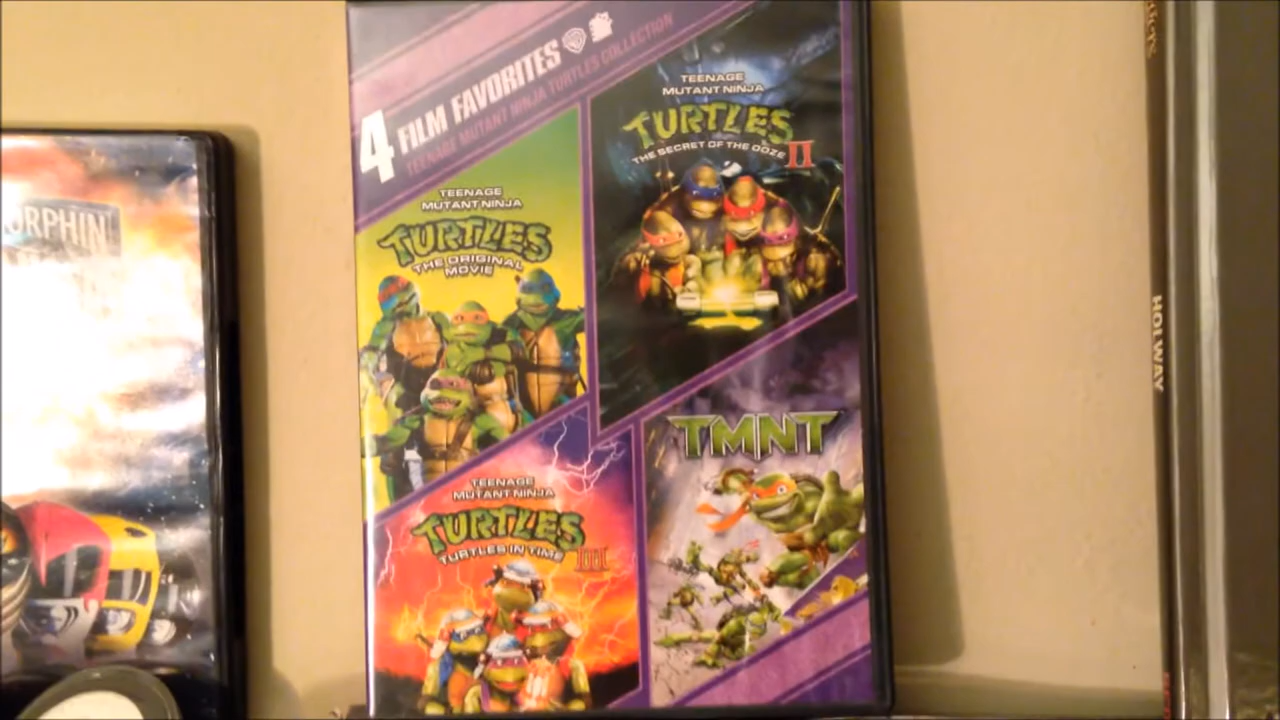 ORPHIN
4 FILM FAVORITES
TEENAGE MUTANT NINJA TURTLES COLLECTION
TEENAGE
MUTANT NINJA
TURTLES
THE SECRET OF THE OOZE II
TEENAGE
MUTANT NINJA
TURTLES
THE ORIGINAL
MOVIE
TEENAGE
MUTANT NINJA
TURTLES
TURTLES IN TIME III
TMNT
HOLWAY